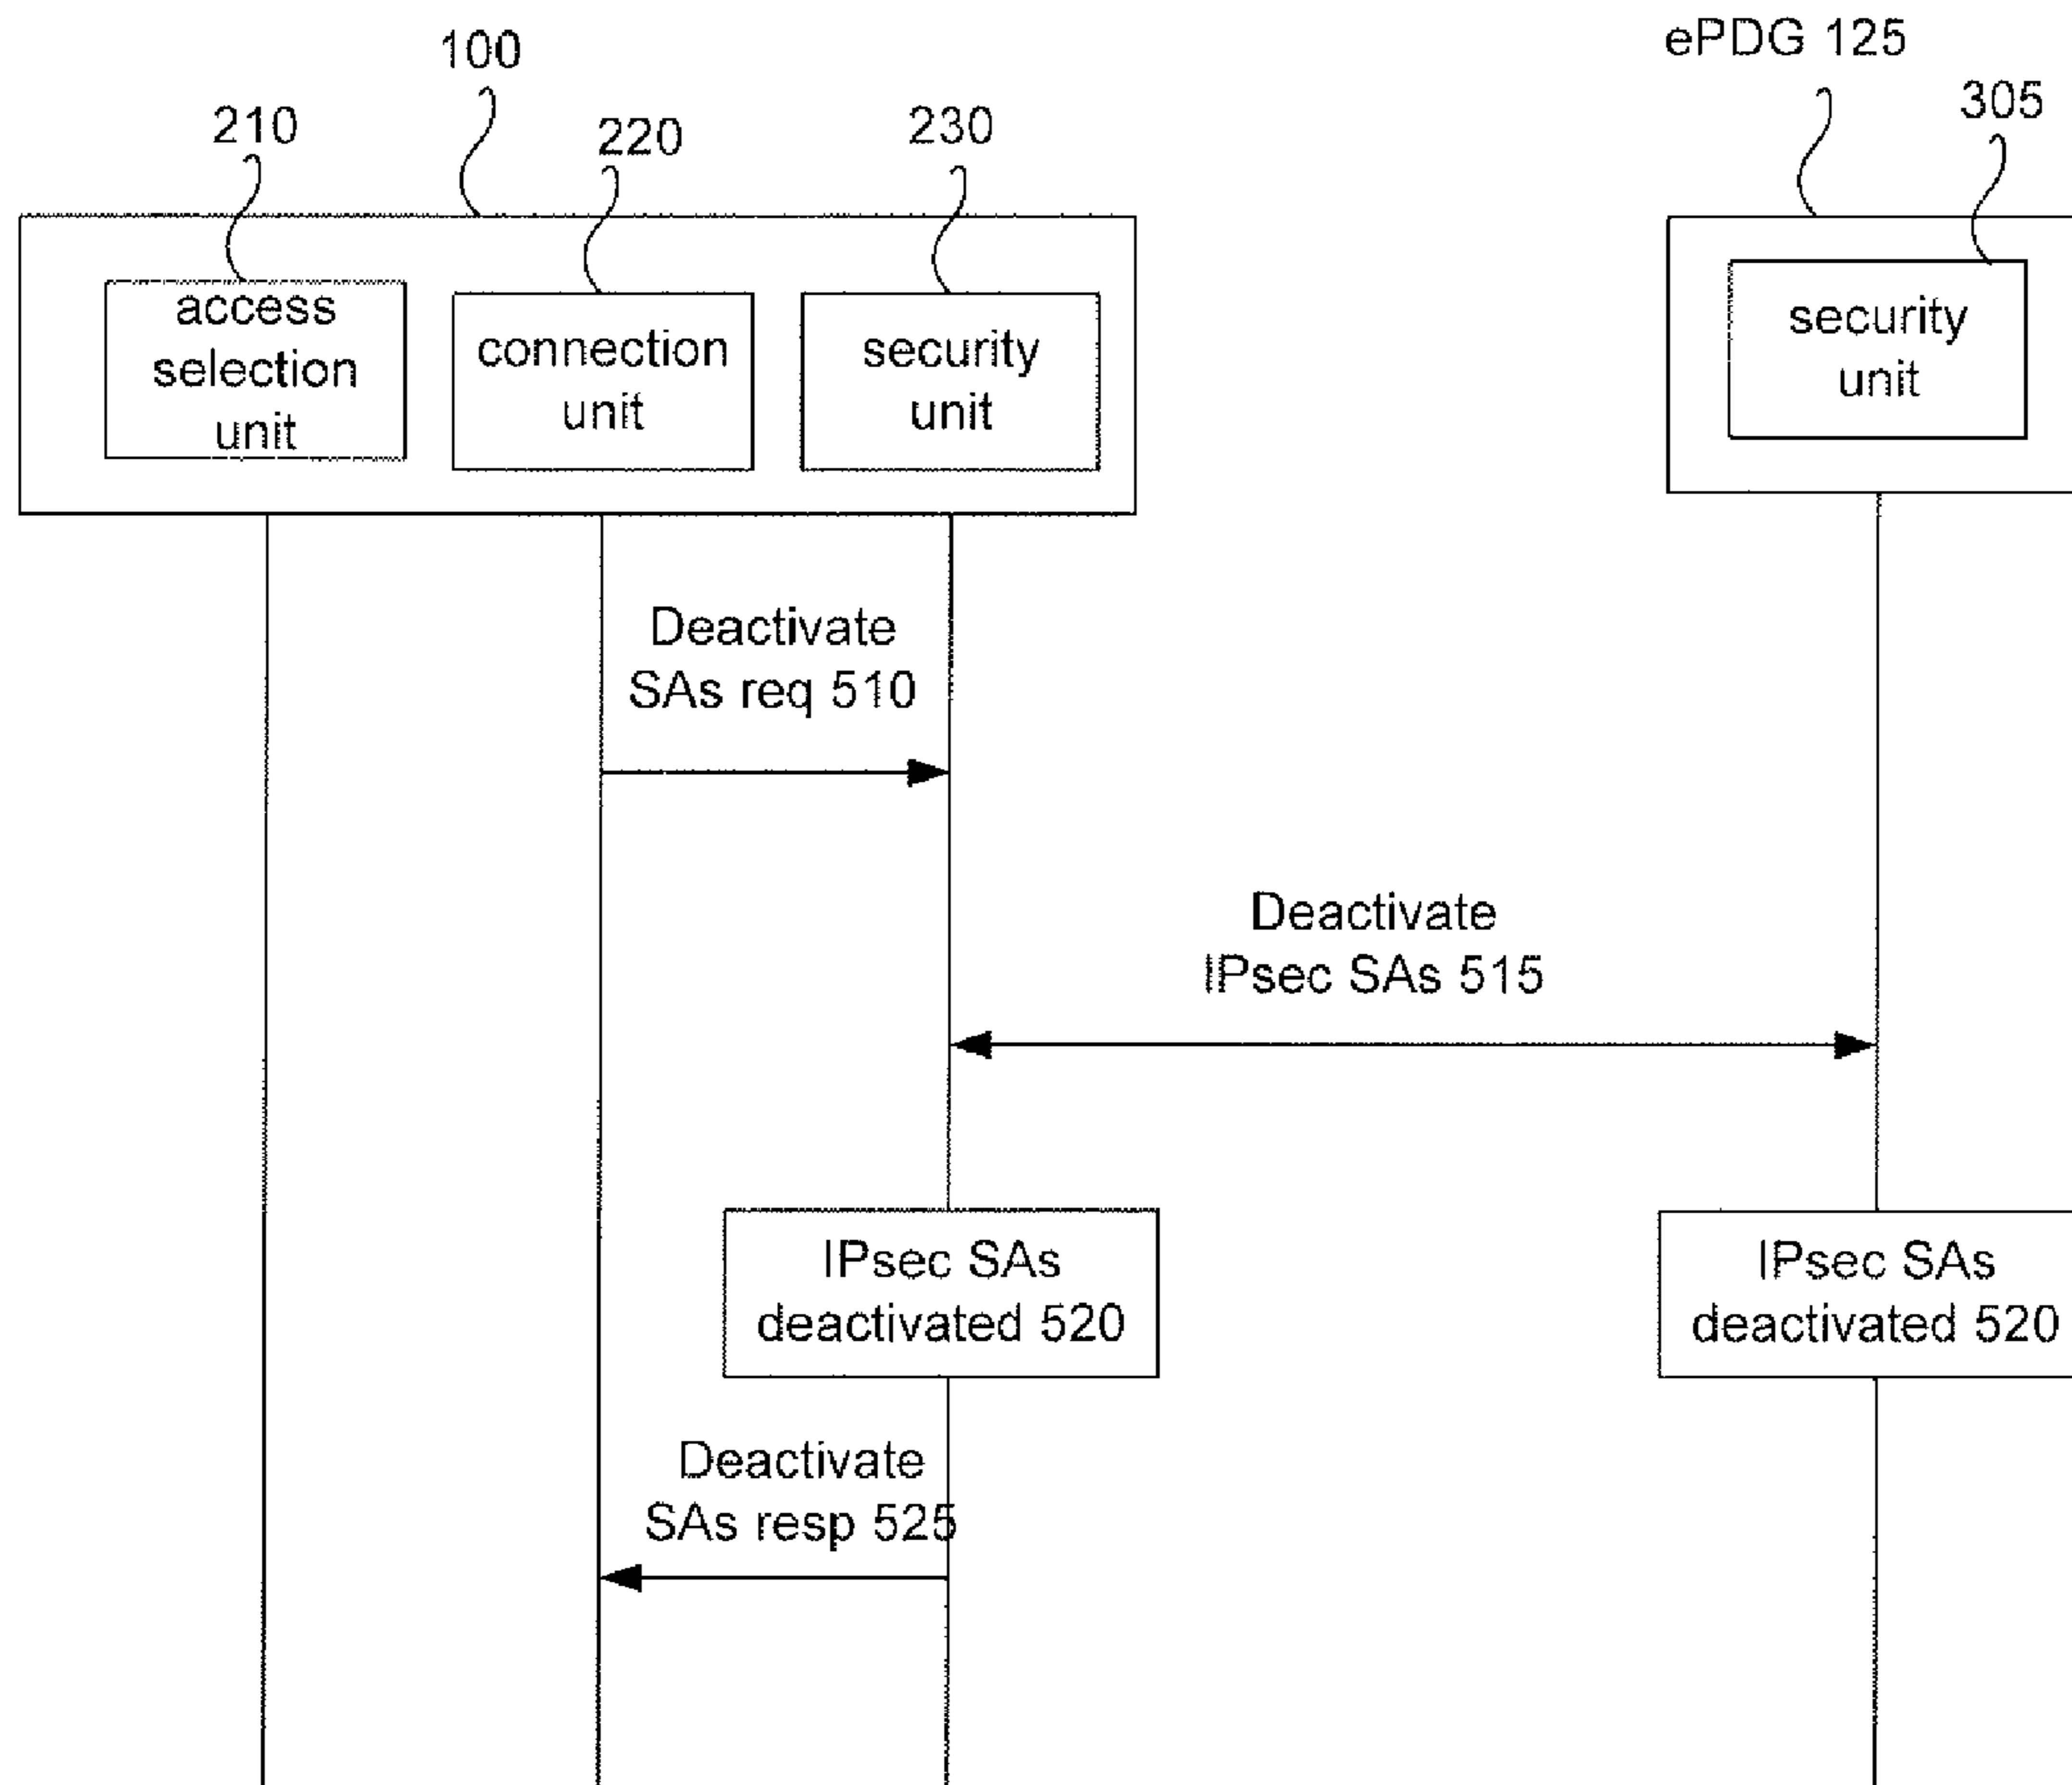 100
ePDG 125
210
220
230
305
access
selection
unit
connection
unit
security
unit
security
unit
Deactivate
SAs req 510
Deactivate
IPsec SAs 515
IPsec SAs
deactivated 520
IPsec SAs
deactivated 520
Deactivate
SAs resp 525